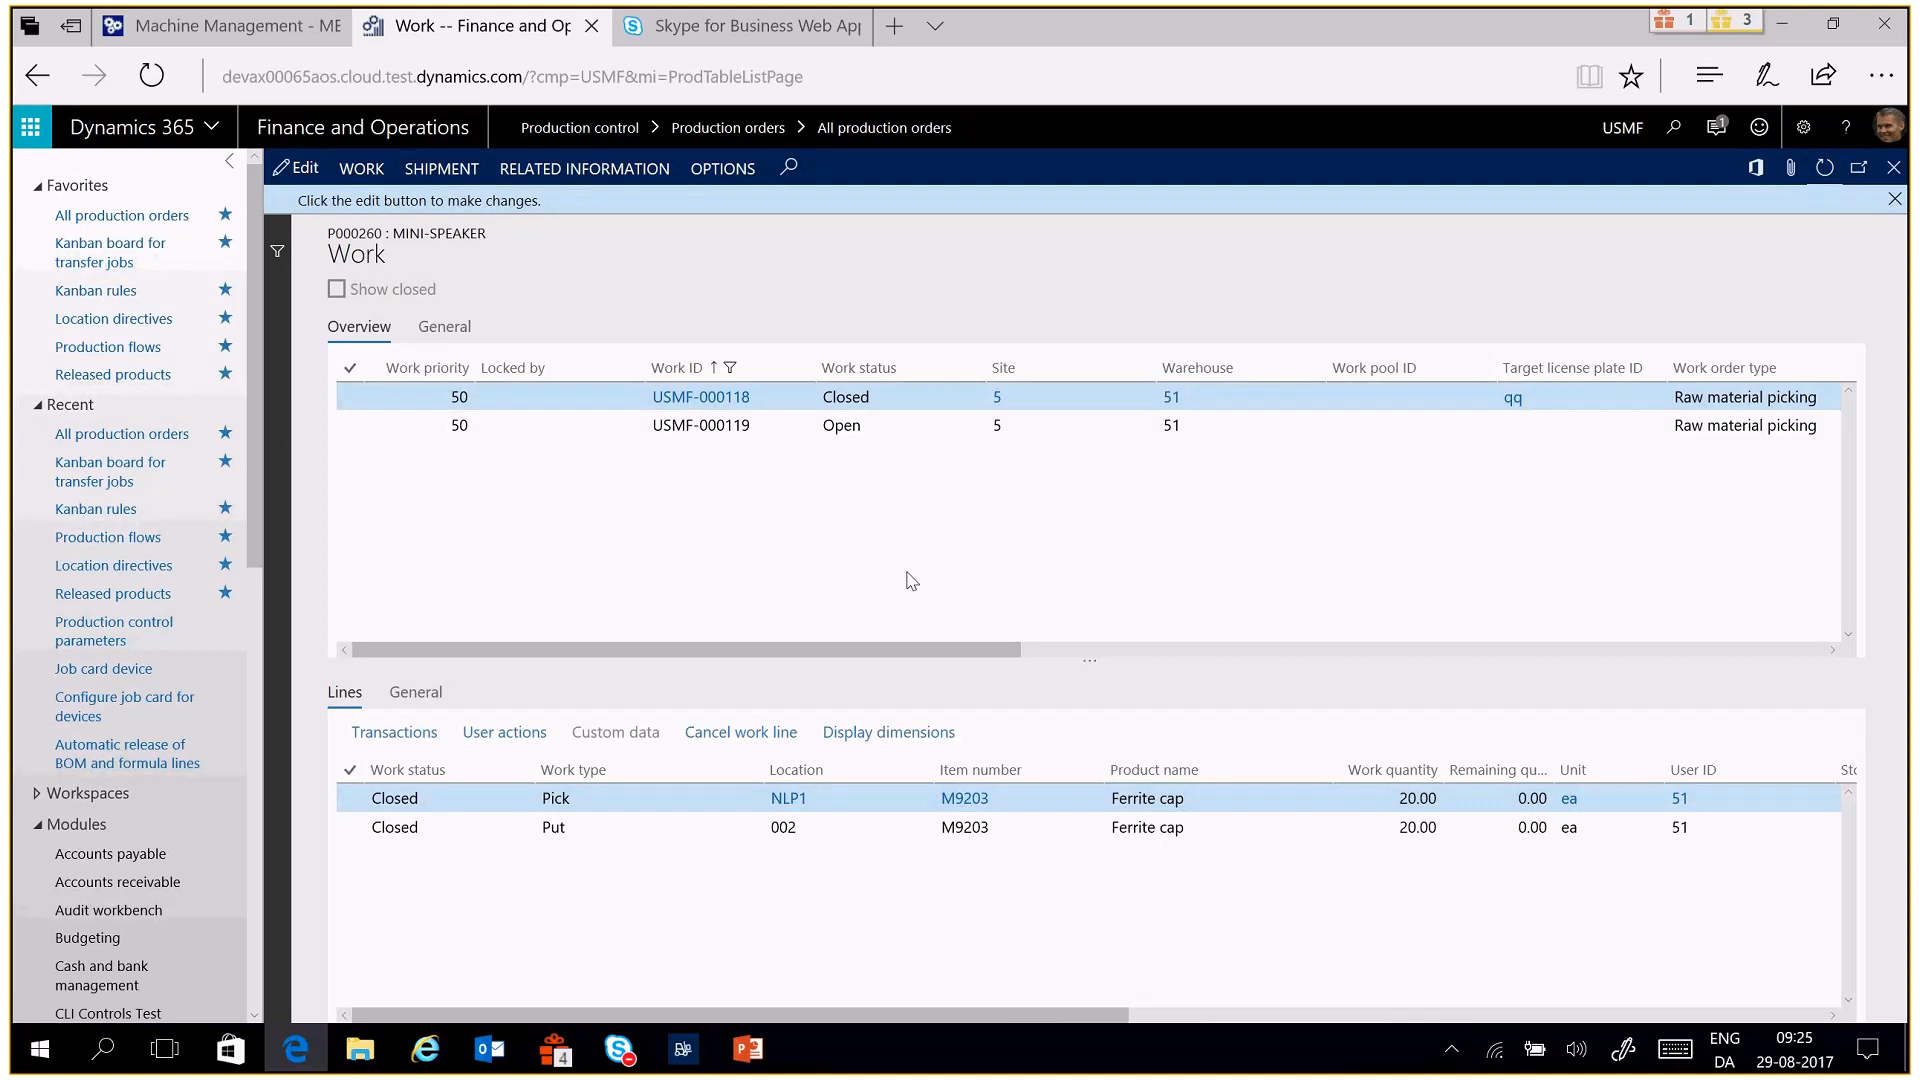 Machine Management - ME
Work -- Finance and Op
Skype for Business Web App
1
3
devax00065aos.cloud.test.dynamics.com/?cmp=USMF&mi=ProdTableListPage
Dynamics 365
Finance and Operations
Production control > Production orders > All production orders
USMF
1
?
Edit WORK SHIPMENT RELATED INFORMATION OPTIONS
Click the edit button to make changes.
Favorites
All production orders
Kanban board for
transfer jobs
Kanban rules
Location directives
Production flows
Released products
Recent
All production orders
Kanban board for
transfer jobs
Kanban rules
Production flows
Location directives
Released products
Production control
parameters
Job card device
Configure job card for
devices
Automatic release of
BOM and formula lines
Workspaces
Modules
Accounts payable
Accounts receivable
Audit workbench
Budgeting
Cash and bank
management
CLI Controls Test
P000260 : MINI-SPEAKER
Work
Show closed
Overview General
Work priority Locked by Work ID Work status Site Warehouse Work pool ID Target license plate ID Work order type
50 USMF-000118 Closed 5 51 qq Raw material picking
50 USMF-000119 Open 5 51 Raw material picking
Lines General
Transactions User actions Custom data Cancel work line Display dimensions
Work status Work type Location Item number Product name Work quantity Remaining qu... Unit User ID Stc
Closed Pick NLP1 M9203 Ferrite cap 20.00 0.00 ea 51
Closed Put 002 M9203 Ferrite cap 20.00 0.00 ea 51
4
ENG
DA
09:25
29-08-2017